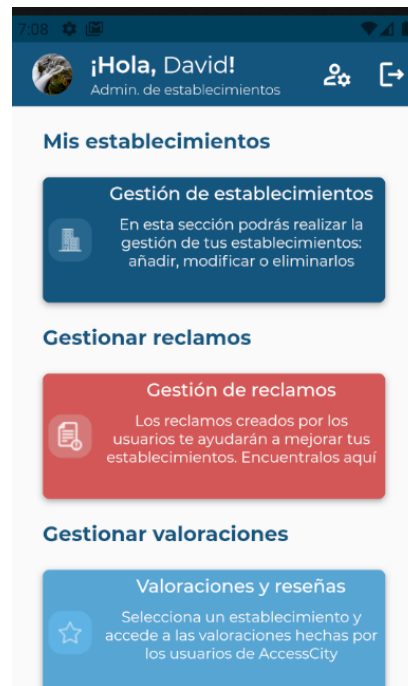 7:08
¡Hola, David!
Admin. de establecimientos
Mis establecimientos
Gestión de establecimientos
En esta sección podrás realizar la
gestión de tus establecimientos:
añadir, modificar o eliminarlos
Gestionar reclamos
Gestión de reclamos
Los reclamos creados por los
usuarios te ayudarán a mejorar tus
establecimientos. Encuentralos aquí
Gestionar valoraciones
Valoraciones y reseñas
Selecciona un establecimiento y
accede a las valoraciones hechas por
los usuarios de AccessCity